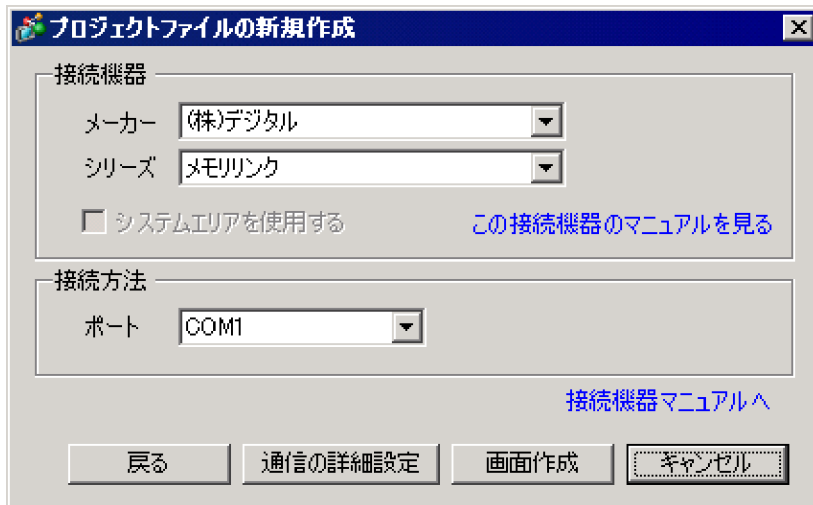 プロジェクトファイルの新規作成
接続機器
メーカー (株)デジタル
シリーズ メモリリンク
システムエリアを使用する この接続機器のマニュアルを見る
接続方法
ポート COM1
接続機器マニュアルへ
戻る 通信の詳細設定 画面作成 キャンセル